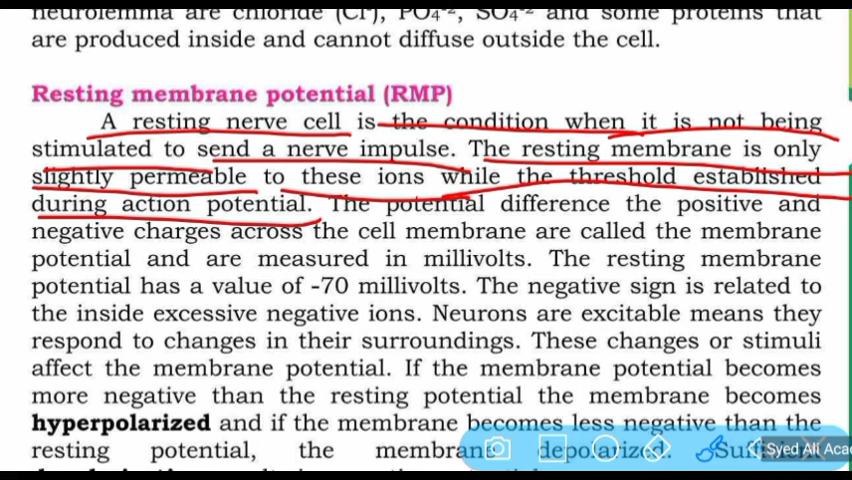 neurolemma are chloride (Cl⁻), PO₄⁻², SO₄⁻² and some proteins that
are produced inside and cannot diffuse outside the cell.
Resting membrane potential (RMP)
A resting nerve cell is the condition when it is not being
stimulated to send a nerve impulse. The resting membrane is only
slightly permeable to these ions while the threshold established
during action potential. The potential difference the positive and
negative charges across the cell membrane are called the membrane
potential and are measured in millivolts. The resting membrane
potential has a value of -70 millivolts. The negative sign is related to
the inside excessive negative ions. Neurons are excitable means they
respond to changes in their surroundings. These changes or stimuli
affect the membrane potential. If the membrane potential becomes
more negative than the resting potential the membrane becomes
hyperpolarized and if the membrane becomes less negative than the
resting potential, the membrane depolarized.
Syed Ali Aca